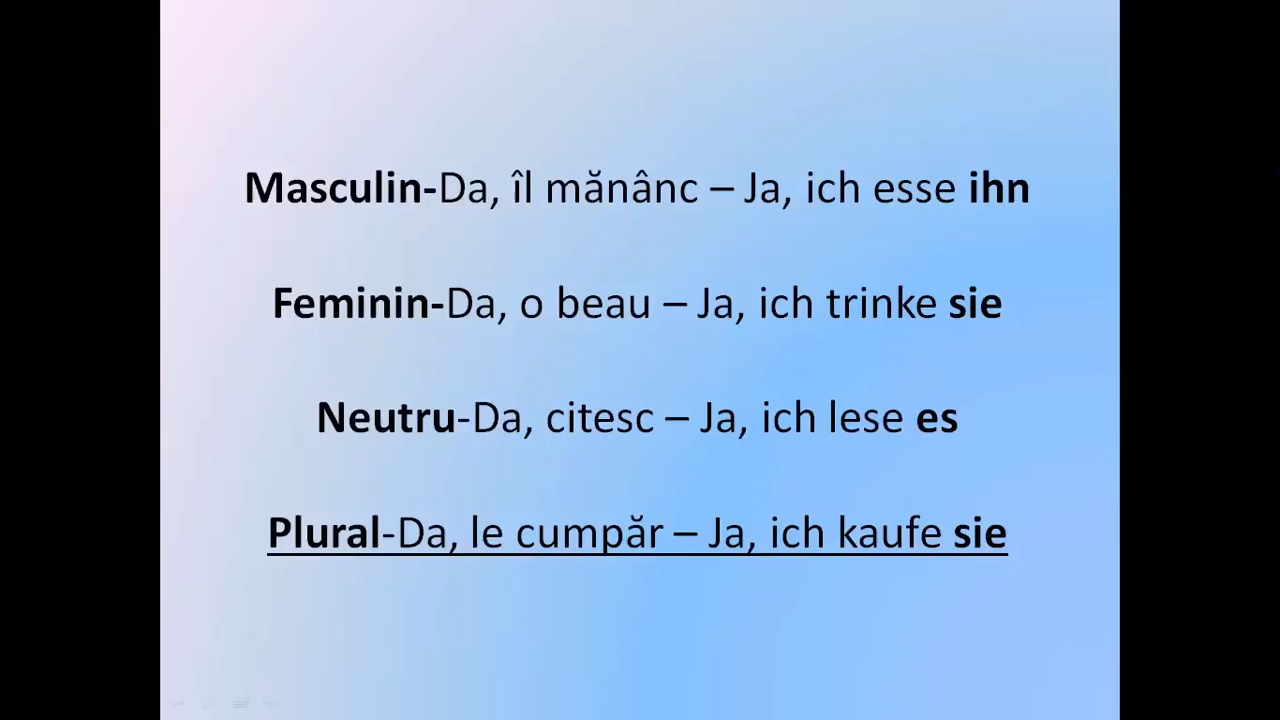 Masculin-Da, îl mănânc – Ja, ich esse ihn
Feminin-Da, o beau – Ja, ich trinke sie
Neutru-Da, citesc – Ja, ich lese es
Plural-Da, le cumpăr – Ja, ich kaufe sie